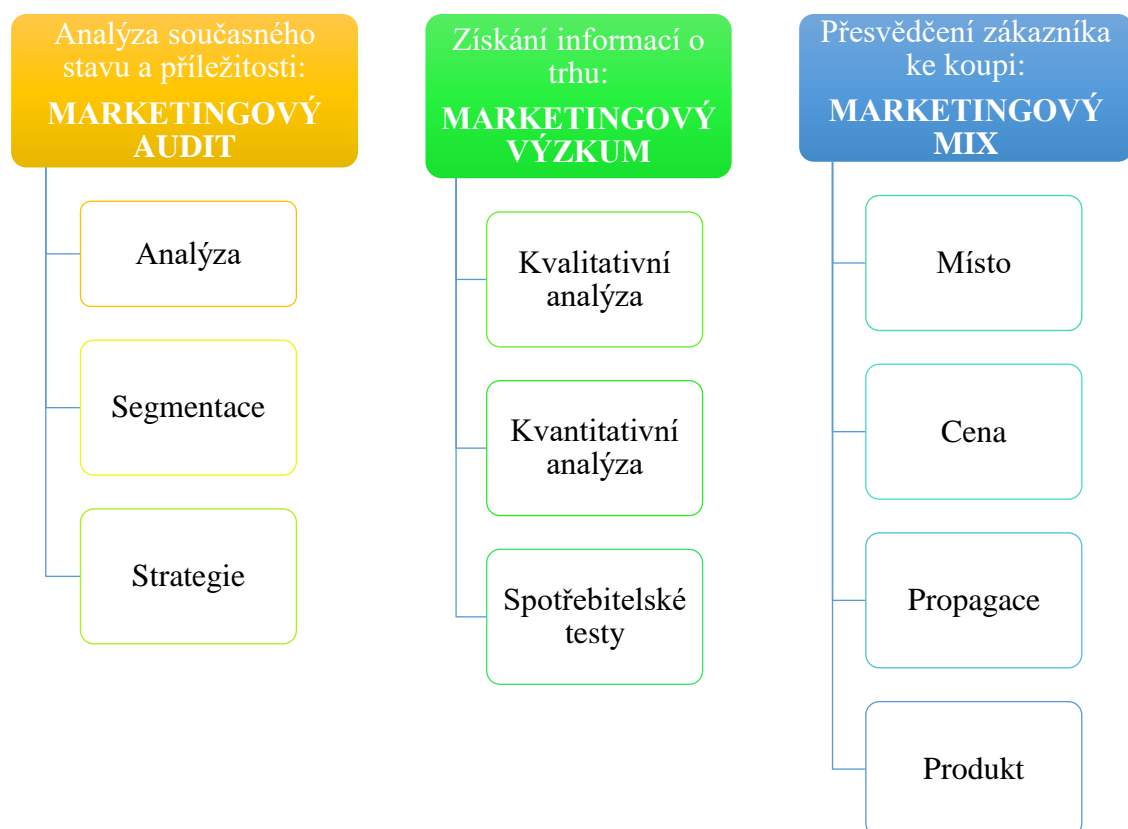 Analýza současného
stavu a příležitosti:
MARKETINGOVÝ
AUDIT
Analýza
Segmentace
Strategie
Získání informací o
trhu:
MARKETINGOVÝ
VÝZKUM
Kvalitativní
analýza
Kvantitativní
analýza
Spotřebitelské
testy
Přesvědčení zákazníka
ke koupi:
MARKETINGOVÝ
MIX
Místo
Cena
Propagace
Produkt